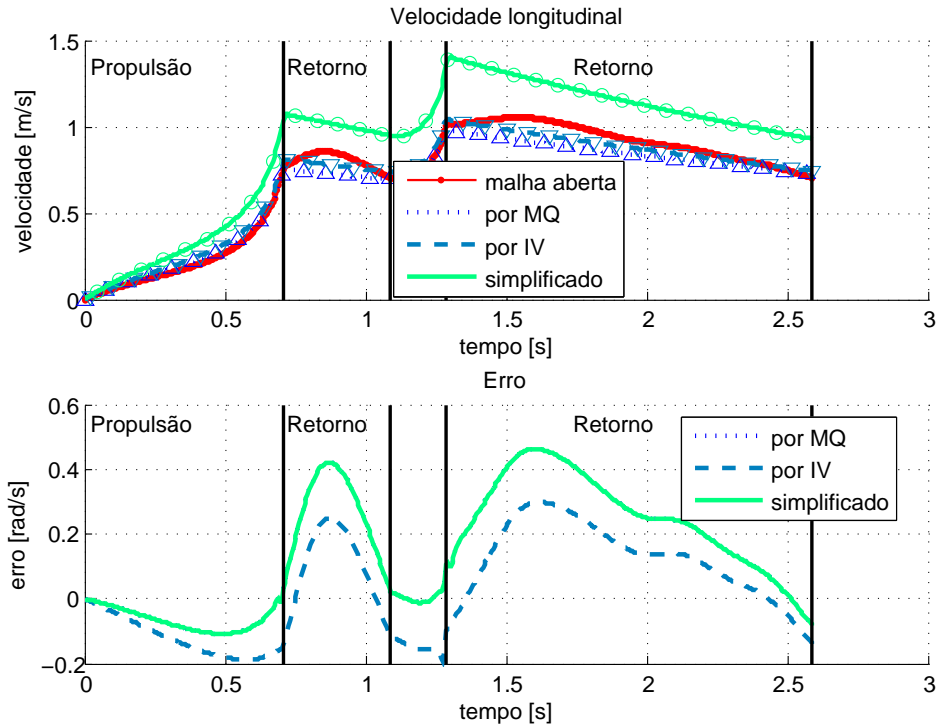 Velocidade longitudinal
1.5
1
0.5
0
velocidade [m/s]
Propulsão
Retorno
Retorno
malha aberta
por MQ
por IV
simplificado
0
0.5
1
1.5
2
2.5
3
tempo [s]
Erro
0.6
0.4
0.2
0
−0.2
erro [rad/s]
Propulsão
Retorno
Retorno
por MQ
por IV
simplificado
0
0.5
1
1.5
2
2.5
3
tempo [s]